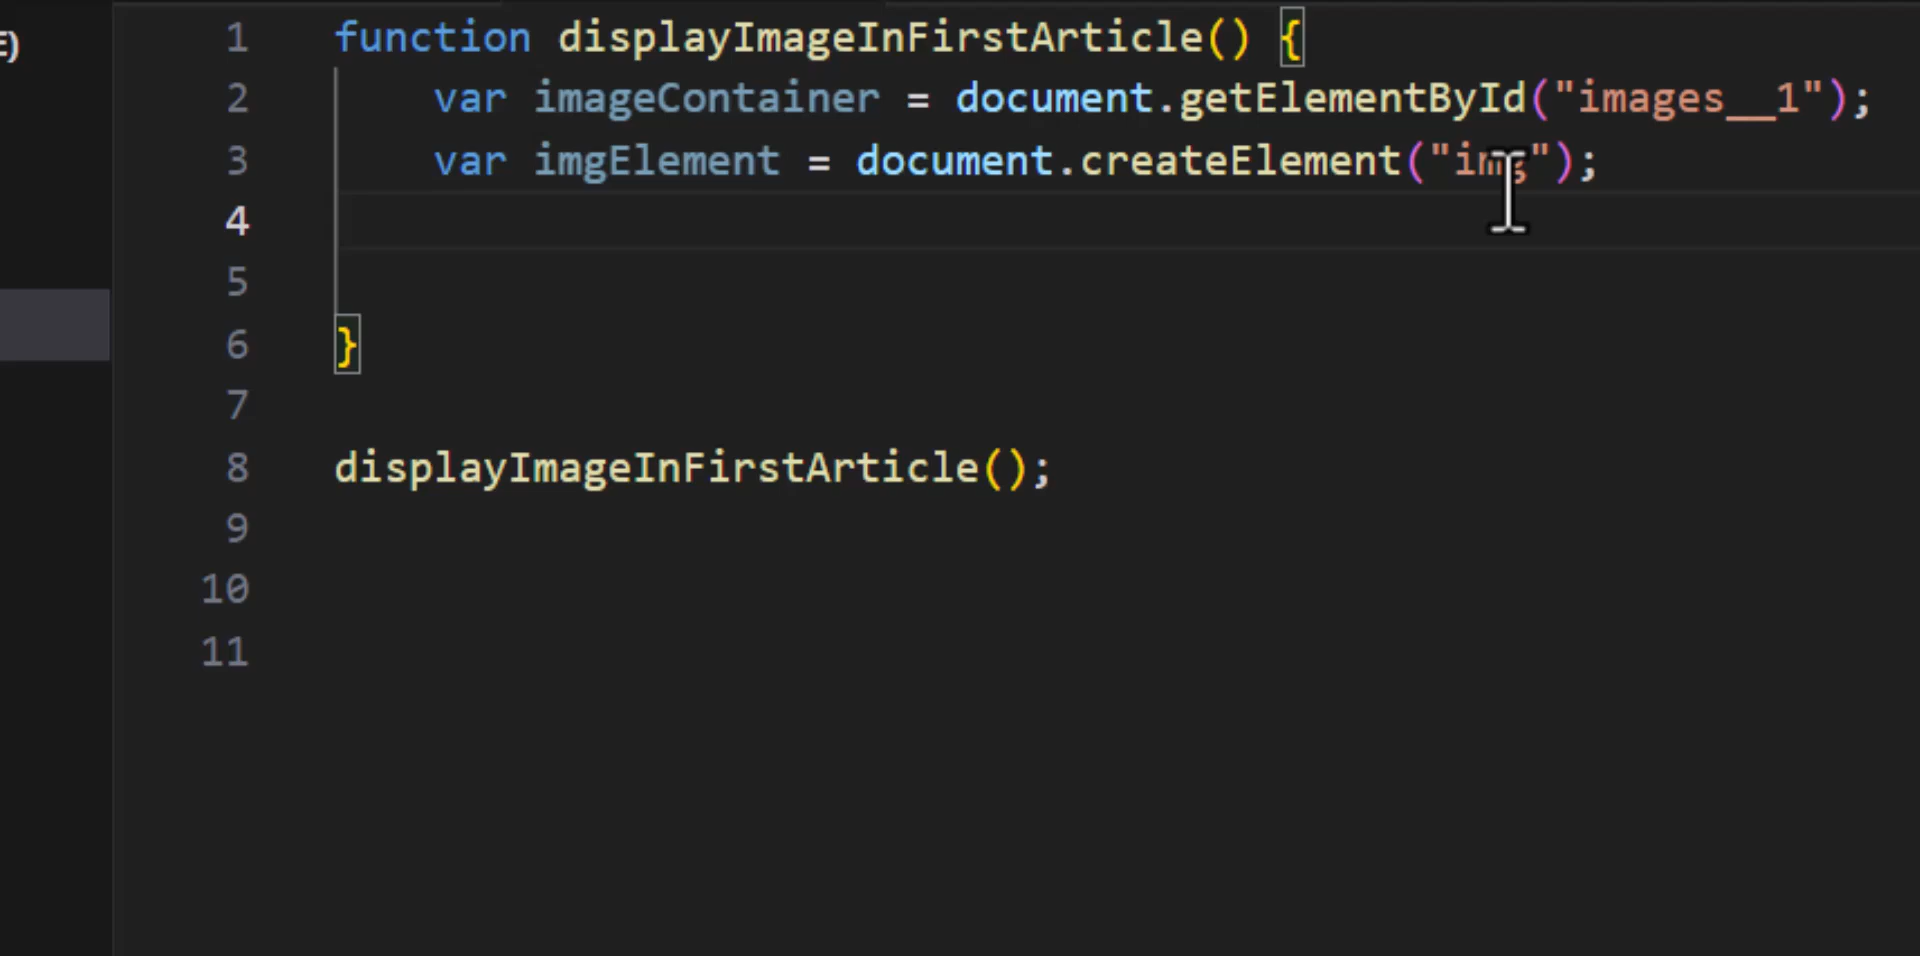 E)
1 function displayImageInFirstArticle() {
2 var imageContainer = document.getElementById("images__1");
3 var imgElement = document.createElement("img");
4
5
6 }
7
8 displayImageInFirstArticle();
9
10
11